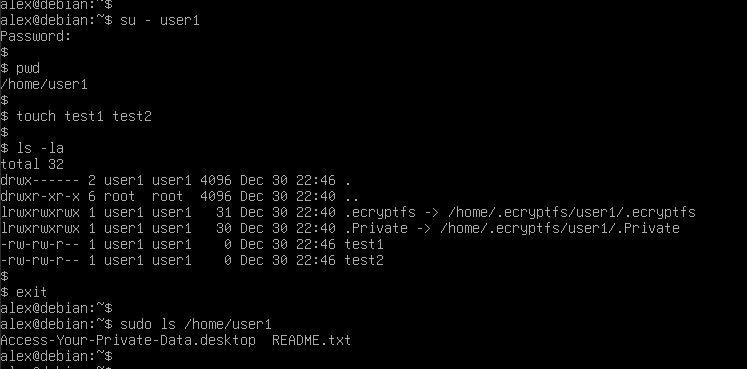 alex@debian:~$
alex@debian:~$ su - user1
Password:
$
$ pwd
/home/user1
$
$ touch test1 test2
$
$ ls -la
total 32
drwx------ 2 user1 user1 4096 Dec 30 22:46 .
drwxr-xr-x 6 root  root  4096 Dec 30 22:40 ..
lrwxrwxrwx 1 user1 user1   31 Dec 30 22:40 .ecryptfs -> /home/.ecryptfs/user1/.ecryptfs
lrwxrwxrwx 1 user1 user1   30 Dec 30 22:40 .Private -> /home/.ecryptfs/user1/.Private
-rw-rw-r-- 1 user1 user1    0 Dec 30 22:46 test1
-rw-rw-r-- 1 user1 user1    0 Dec 30 22:46 test2
$
$ exit
alex@debian:~$
alex@debian:~$ sudo ls /home/user1
Access-Your-Private-Data.desktop  README.txt
alex@debian:~$
alex@debian:~$